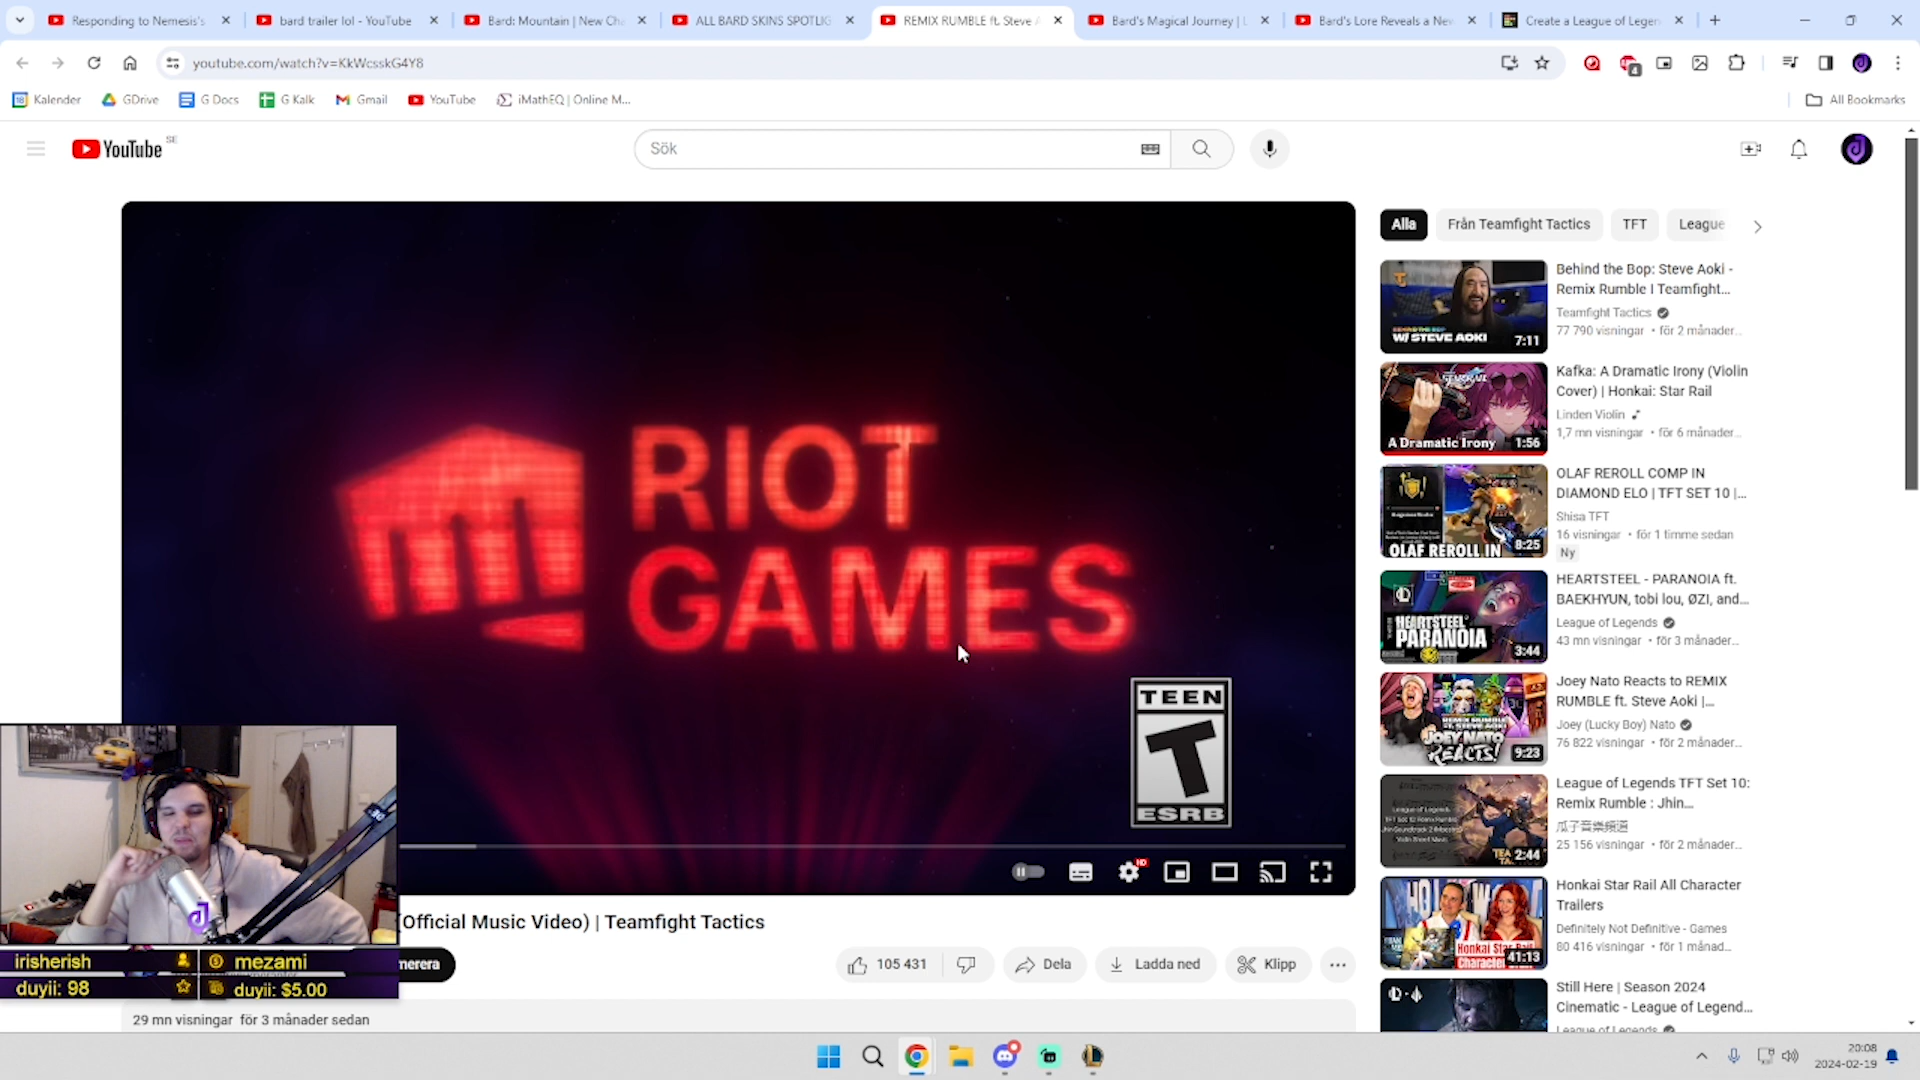 Responding to Nemesis's
bard trailer lol - YouTube
Bard: Mountain | New Cha
ALL BARD SKINS SPOTLIG
REMIX RUMBLE ft. Steve A
Bard's Magical Journey | L
Bard's Lore Reveals a New
Create a League of Legen
youtube.com/watch?v=KkWcsskG4Y8
4
Kalender
GDrive
G Docs
G Kalk
Gmail
YouTube
iMathEQ | Online M...
All Bookmarks
YouTube SE
Sök
RIOT
GAMES
TEEN
T
ESRB
HD
(Official Music Video) | Teamfight Tactics
merera
105 431
Dela
Ladda ned
Klipp
29 mn visningar för 3 månader sedan
irisherish
mezami
duyii: 98
duyii: $5.00
Alla
Från Teamfight Tactics
TFT
League
W/ STEVE AOKI
7:11
Behind the Bop: Steve Aoki -
Remix Rumble I Teamfight...
Teamfight Tactics
77 790 visningar • för 2 månader...
A Dramatic Irony
1:56
Kafka: A Dramatic Irony (Violin
Cover) | Honkai: Star Rail
Linden Violin
1,7 mn visningar • för 6 månader...
OLAF REROLL IN
8:25
OLAF REROLL COMP IN
DIAMOND ELO | TFT SET 10 |...
Shisa TFT
16 visningar • för 1 timme sedan
Ny
HEARTSTEEL
PARANOIA
3:44
HEARTSTEEL - PARANOIA ft.
BAEKHYUN, tobi lou, ØZI, and...
League of Legends
43 mn visningar • för 3 månader...
JOEY NATO
REACTS!
9:23
Joey Nato Reacts to REMIX
RUMBLE ft. Steve Aoki |...
Joey (Lucky Boy) Nato
76 822 visningar • för 2 månader...
2:44
League of Legends TFT Set 10:
Remix Rumble : Jhin...
瓜子音樂頻道
25 156 visningar • för 2 månader...
Honkai Star Rail
Character
41:13
Honkai Star Rail All Character
Trailers
Definitely Not Definitive - Games
80 416 visningar • för 1 månad...
Still Here | Season 2024
Cinematic - League of Legend...
League of Legends
20:08
2024-02-19